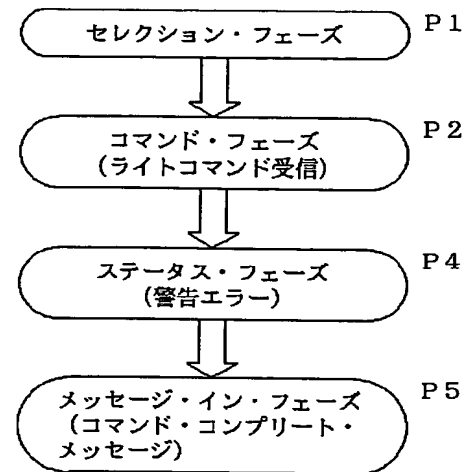 セレクション・フェーズ P1
コマンド・フェーズ P2
(ライトコマンド受信)
ステータス・フェーズ P4
(警告エラー)
メッセージ・イン・フェーズ P5
(コマンド・コンプリート・
メッセージ)